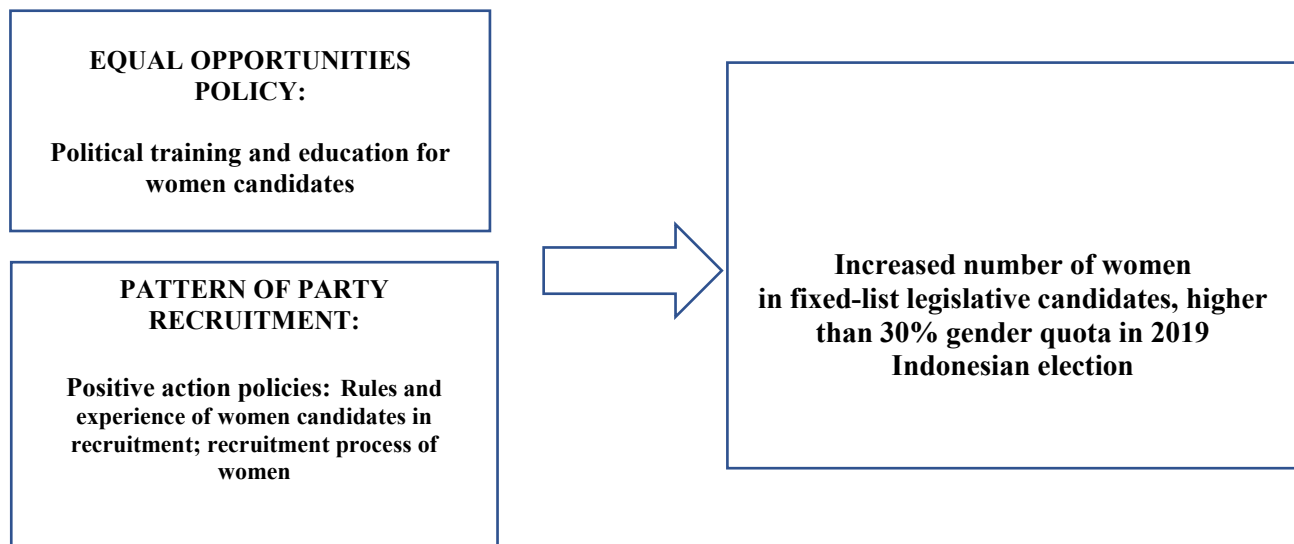 EQUAL OPPORTUNITIES
POLICY:
Political training and education for
women candidates
PATTERN OF PARTY
RECRUITMENT:
Positive action policies: Rules and
experience of women candidates in
recruitment; recruitment process of
women
Increased number of women
in fixed-list legislative candidates, higher
than 30% gender quota in 2019
Indonesian election